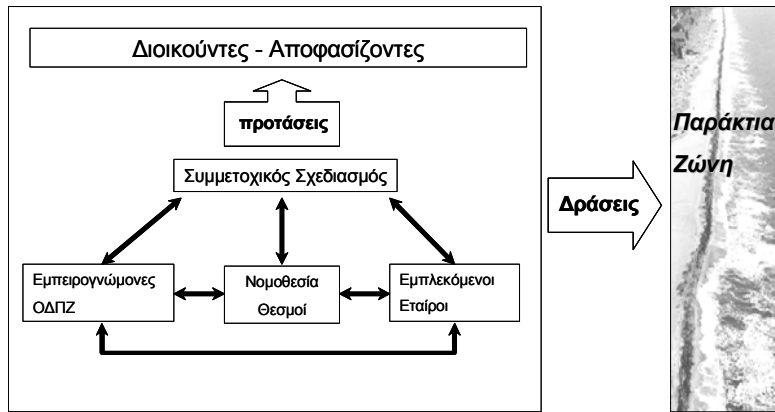 Διοικούντες - Αποφασίζοντες
προτάσεις
Συμμετοχικός Σχεδιασμός
Εμπειρογνώμονες
ΟΔΠΖ
Νομοθεσία
Θεσμοί
Εμπλεκόμενοι
Εταίροι
Δράσεις
Παράκτια
Ζώνη